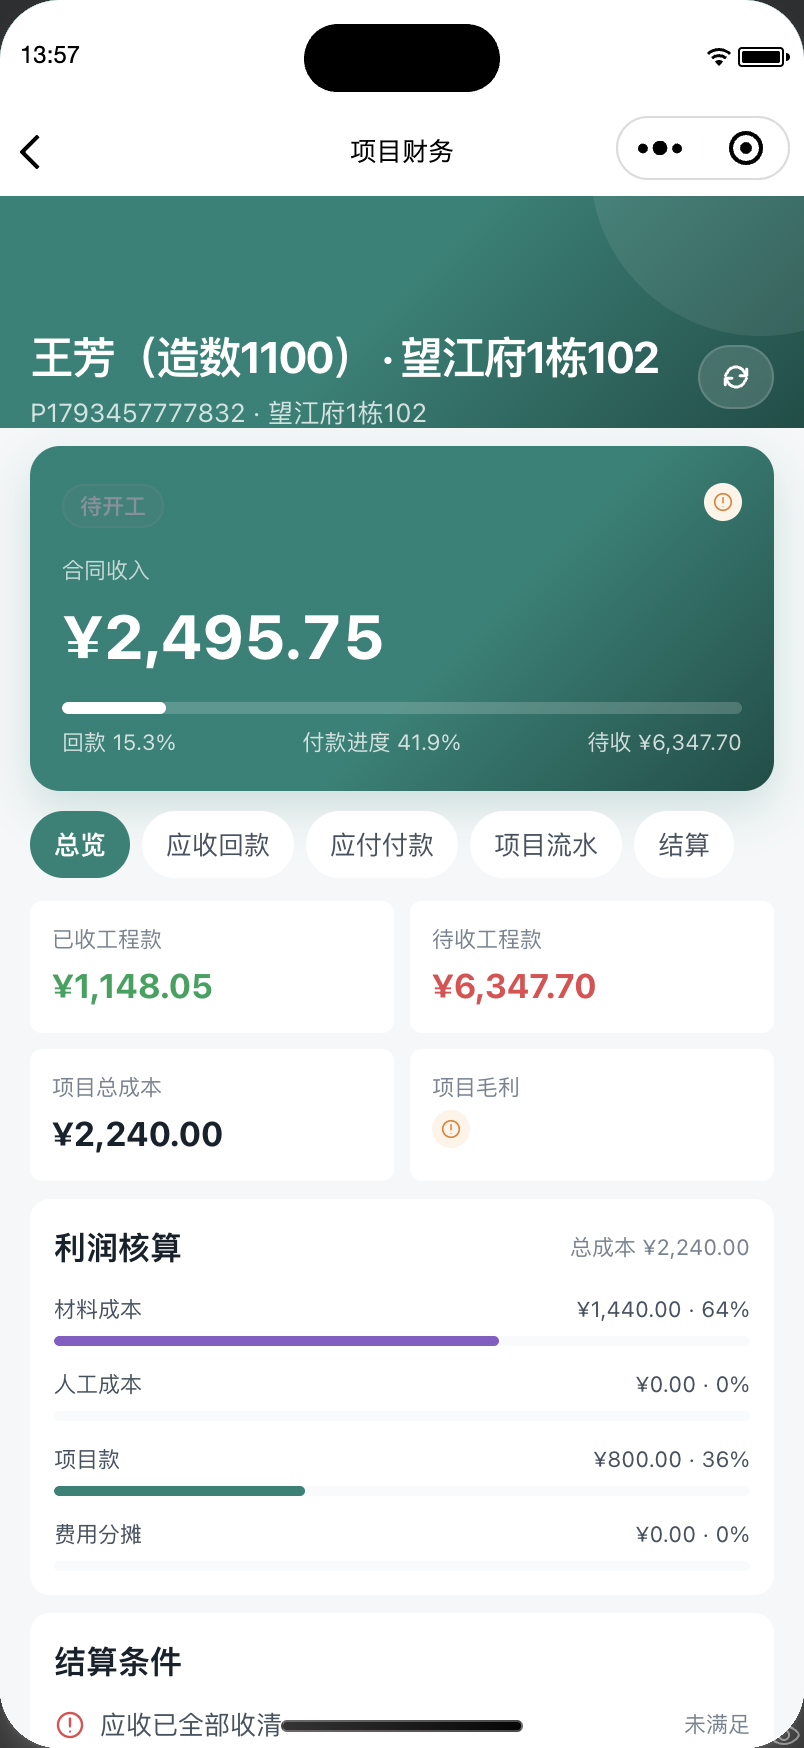 13:57
项目财务
王芳（造数1100） · 望江府1栋102
P1793457777832 · 望江府1栋102
待开工
合同收入
¥2,495.75
回款 15.3% 付款进度 41.9% 待收 ¥6,347.70
总览 应收回款 应付付款 项目流水 结算
已收工程款 待收工程款
¥1,148.05 ¥6,347.70
项目总成本 项目毛利
¥2,240.00
利润核算 总成本 ¥2,240.00
材料成本 ¥1,440.00 · 64%
人工成本 ¥0.00 · 0%
项目款 ¥800.00 · 36%
费用分摊 ¥0.00 · 0%
结算条件
应收已全部收清 未满足